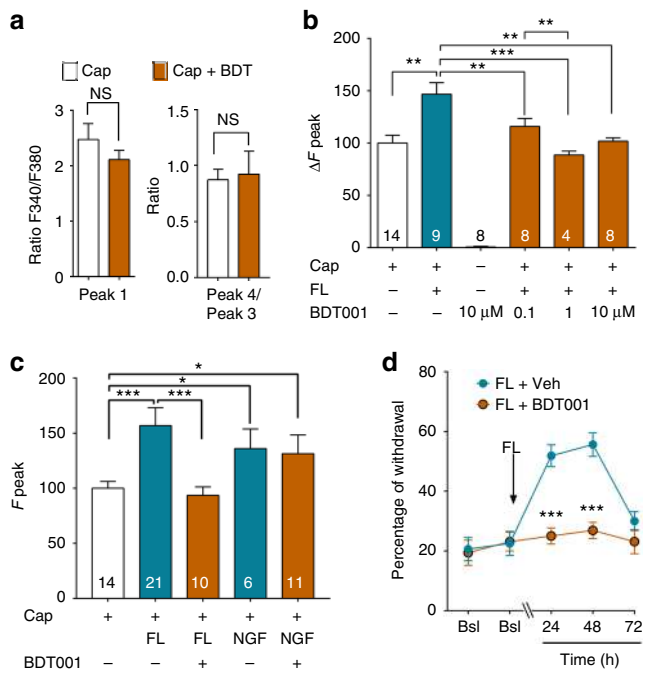 a
Cap
Cap + BDT
NS
3
2
1
0
Ratio F340/F380
Peak 1
NS
1.5
1.0
0.5
0.0
Ratio
Peak 4/
Peak 3
b
200
150
100
50
0
ΔF peak
**
**
***
**
**
14
9
8
8
4
8
Cap + + – + + +
FL – + – + + +
BDT001 – – 10 μM 0.1 1 10 μM
c
200
150
100
50
0
F peak
*
*
***
***
14
21
10
6
11
Cap + + + + +
FL FL NGF NGF
BDT001 – – + – +
d
80
60
40
20
0
Percentage of withdrawal
FL + Veh
FL + BDT001
FL
***
***
Bsl Bsl 24 48 72
Time (h)